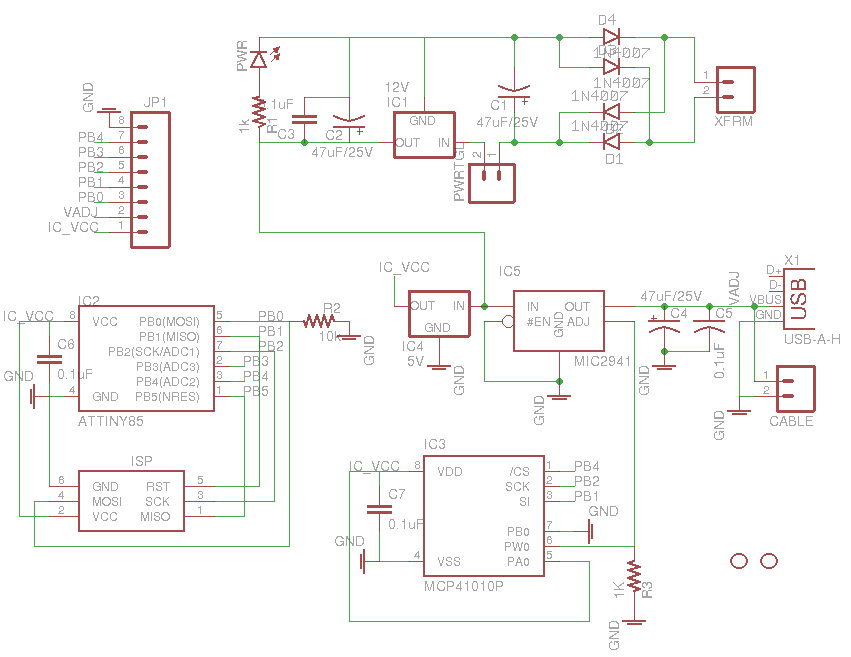 D4
D3
1N4007
1N4007
1N4007
1N4007
D2
D1
PWR
1k
R1
.1uF
C3
C2
47uF/25V
12V
IC1
GND
OUT
IN
C1
47uF/25V
PWRTGL
2
1
1
2
XFRM
JP1
GND
8
PB4
7
PB3
6
PB2
5
PB1
4
PB0
3
VADJ
2
IC_VCC
1
IC_VCC
OUT
IN
GND
IC4
5V
GND
IC5
IN
OUT
#EN
GND
ADJ
MIC2941
GND
47uF/25V
C4
C5
0.1uF
VADJ
GND
X1
D+
D-
VBUS
GND
USB
USB-A-H
1
2
CABLE
GND
IC2
IC_VCC
8
VCC
PB0(MOSI)
5
PB0
PB1(MISO)
6
PB1
PB2(SCK/ADC1)
7
PB2
PB3(ADC3)
2
PB3
PB4(ADC2)
3
PB4
GND
4
GND
PB5(NRES)
1
PB5
C6
0.1uF
ATTINY85
R2
10k
GND
ISP
6
GND
RST
5
4
MOSI
SCK
3
2
VCC
MISO
1
IC3
IC_VCC
8
VDD
/CS
1
PB4
SCK
2
PB2
SI
3
PB1
C7
0.1uF
PB0
7
GND
PW0
6
GND
4
VSS
PA0
5
MCP41010P
1K
R3
GND